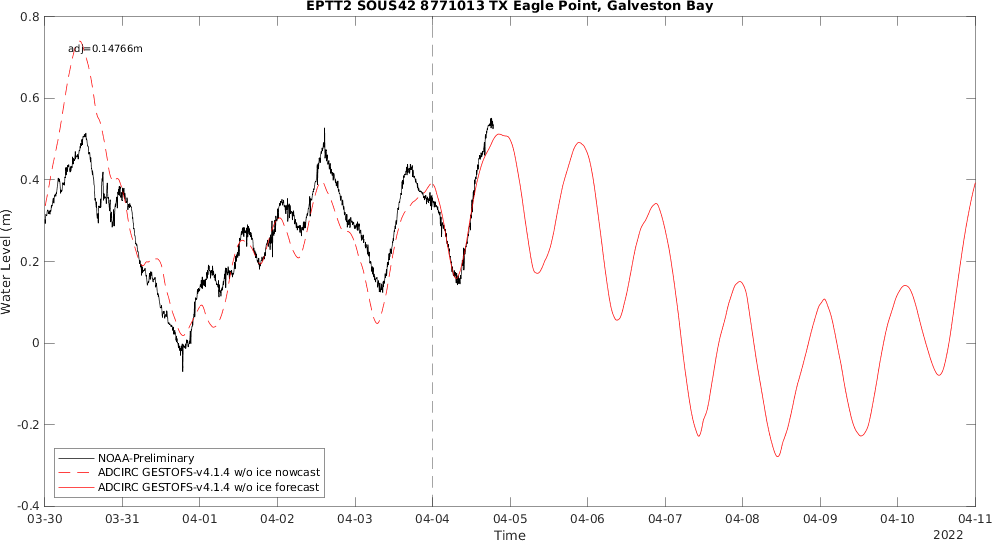 EPTT2 SOUS42 8771013 TX Eagle Point, Galveston Bay
adj=0.14766m
0.8
0.6
0.4
0.2
0
-0.2
-0.4
Water Level (m)
NOAA-Preliminary
ADCIRC GESTOFS-v4.1.4 w/o ice nowcast
ADCIRC GESTOFS-v4.1.4 w/o ice forecast
03-30 03-31 04-01 04-02 04-03 04-04 04-05 04-06 04-07 04-08 04-09 04-10 04-11
Time
2022